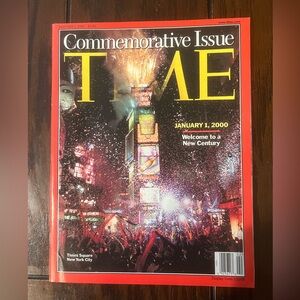 Commemorative Issue
TIME
JANUARY 1, 2000
Welcome to a
New Century
Times Square
New York City